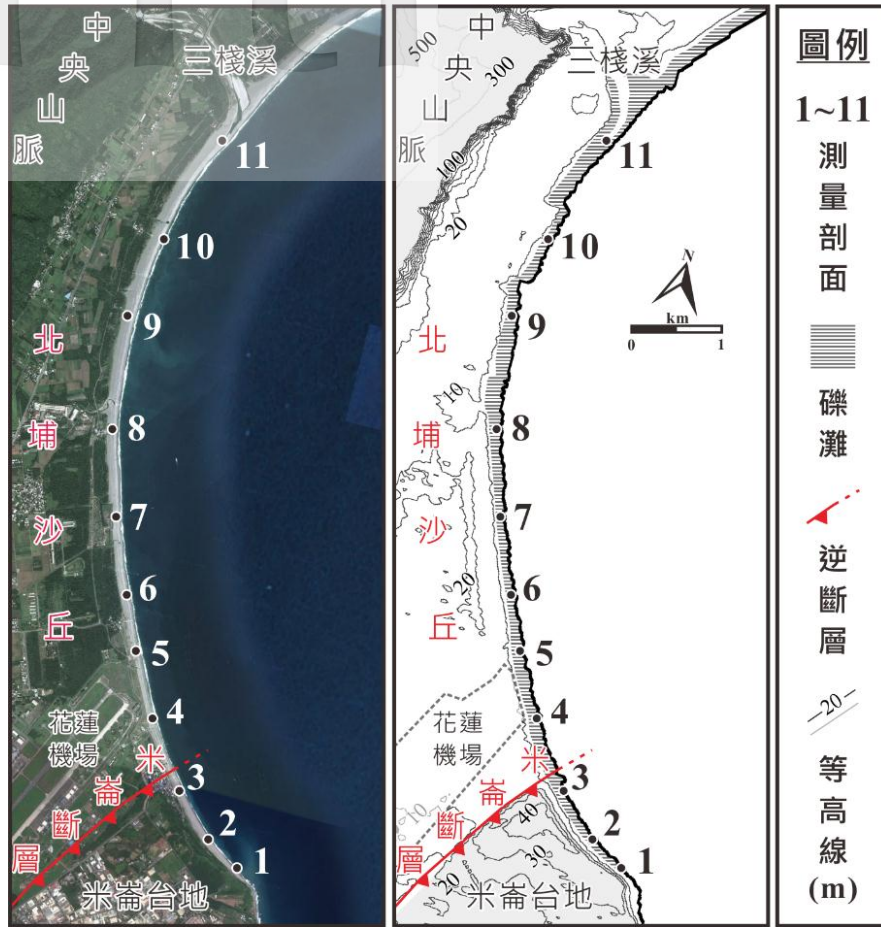 中央山脈
三棧溪
11
10
9
北埔沙丘
8
7
6
5
4
花蓮
機場
米崙斷層
3
2
1
米崙台地
500
中央山脈
300
三棧溪
100
20
11
10
N
km
0 1
9
北埔沙丘
10
8
7
20
6
5
4
花蓮
機場
米崙斷層
3
10
40
2
30
1
20
米崙台地
圖例
1~11
測量剖面
礫灘
逆斷層
20
等高線
(m)